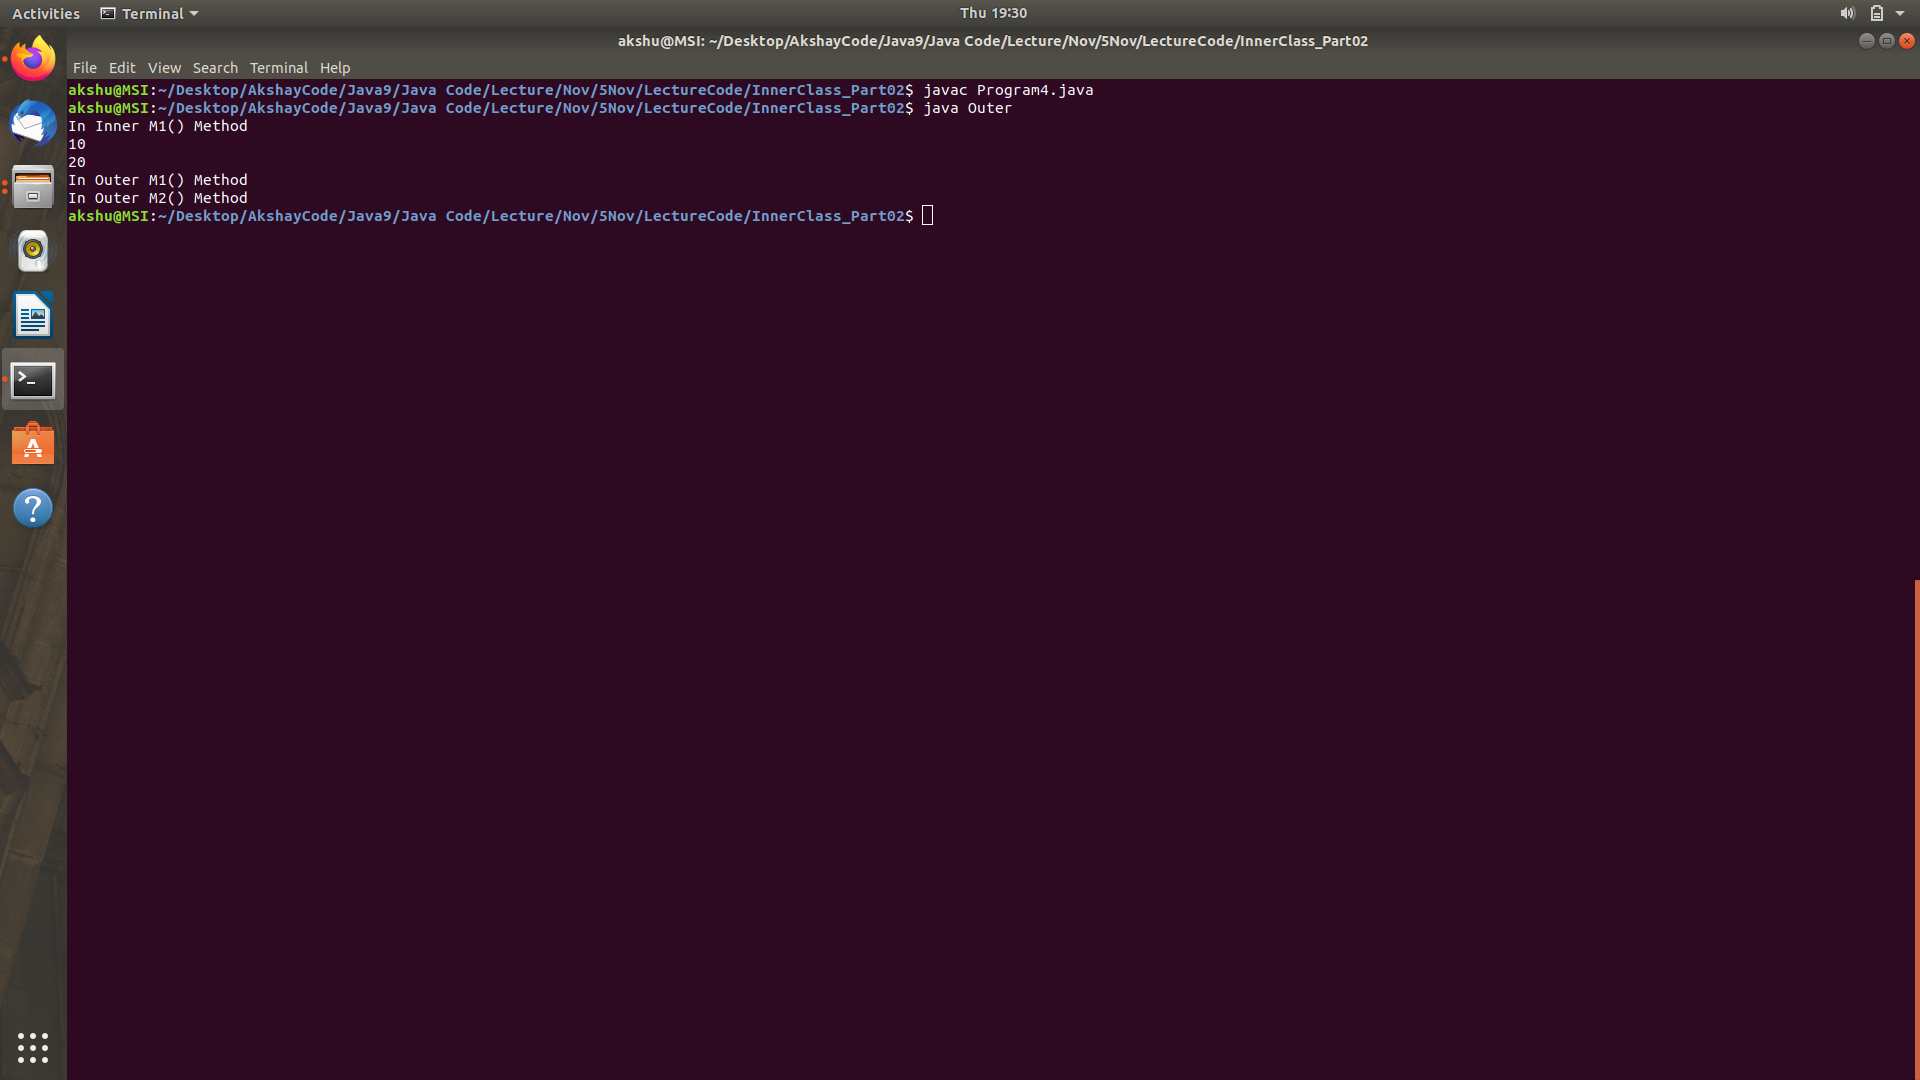 Activities Terminal Thu 19:30
akshu@MSI: ~/Desktop/AkshayCode/Java9/Java Code/Lecture/Nov/5Nov/LectureCode/InnerClass_Part02
File Edit View Search Terminal Help
akshu@MSI:~/Desktop/AkshayCode/Java9/Java Code/Lecture/Nov/5Nov/LectureCode/InnerClass_Part02$ javac Program4.java
akshu@MSI:~/Desktop/AkshayCode/Java9/Java Code/Lecture/Nov/5Nov/LectureCode/InnerClass_Part02$ java Outer
In Inner M1() Method
10
20
In Outer M1() Method
In Outer M2() Method
akshu@MSI:~/Desktop/AkshayCode/Java9/Java Code/Lecture/Nov/5Nov/LectureCode/InnerClass_Part02$